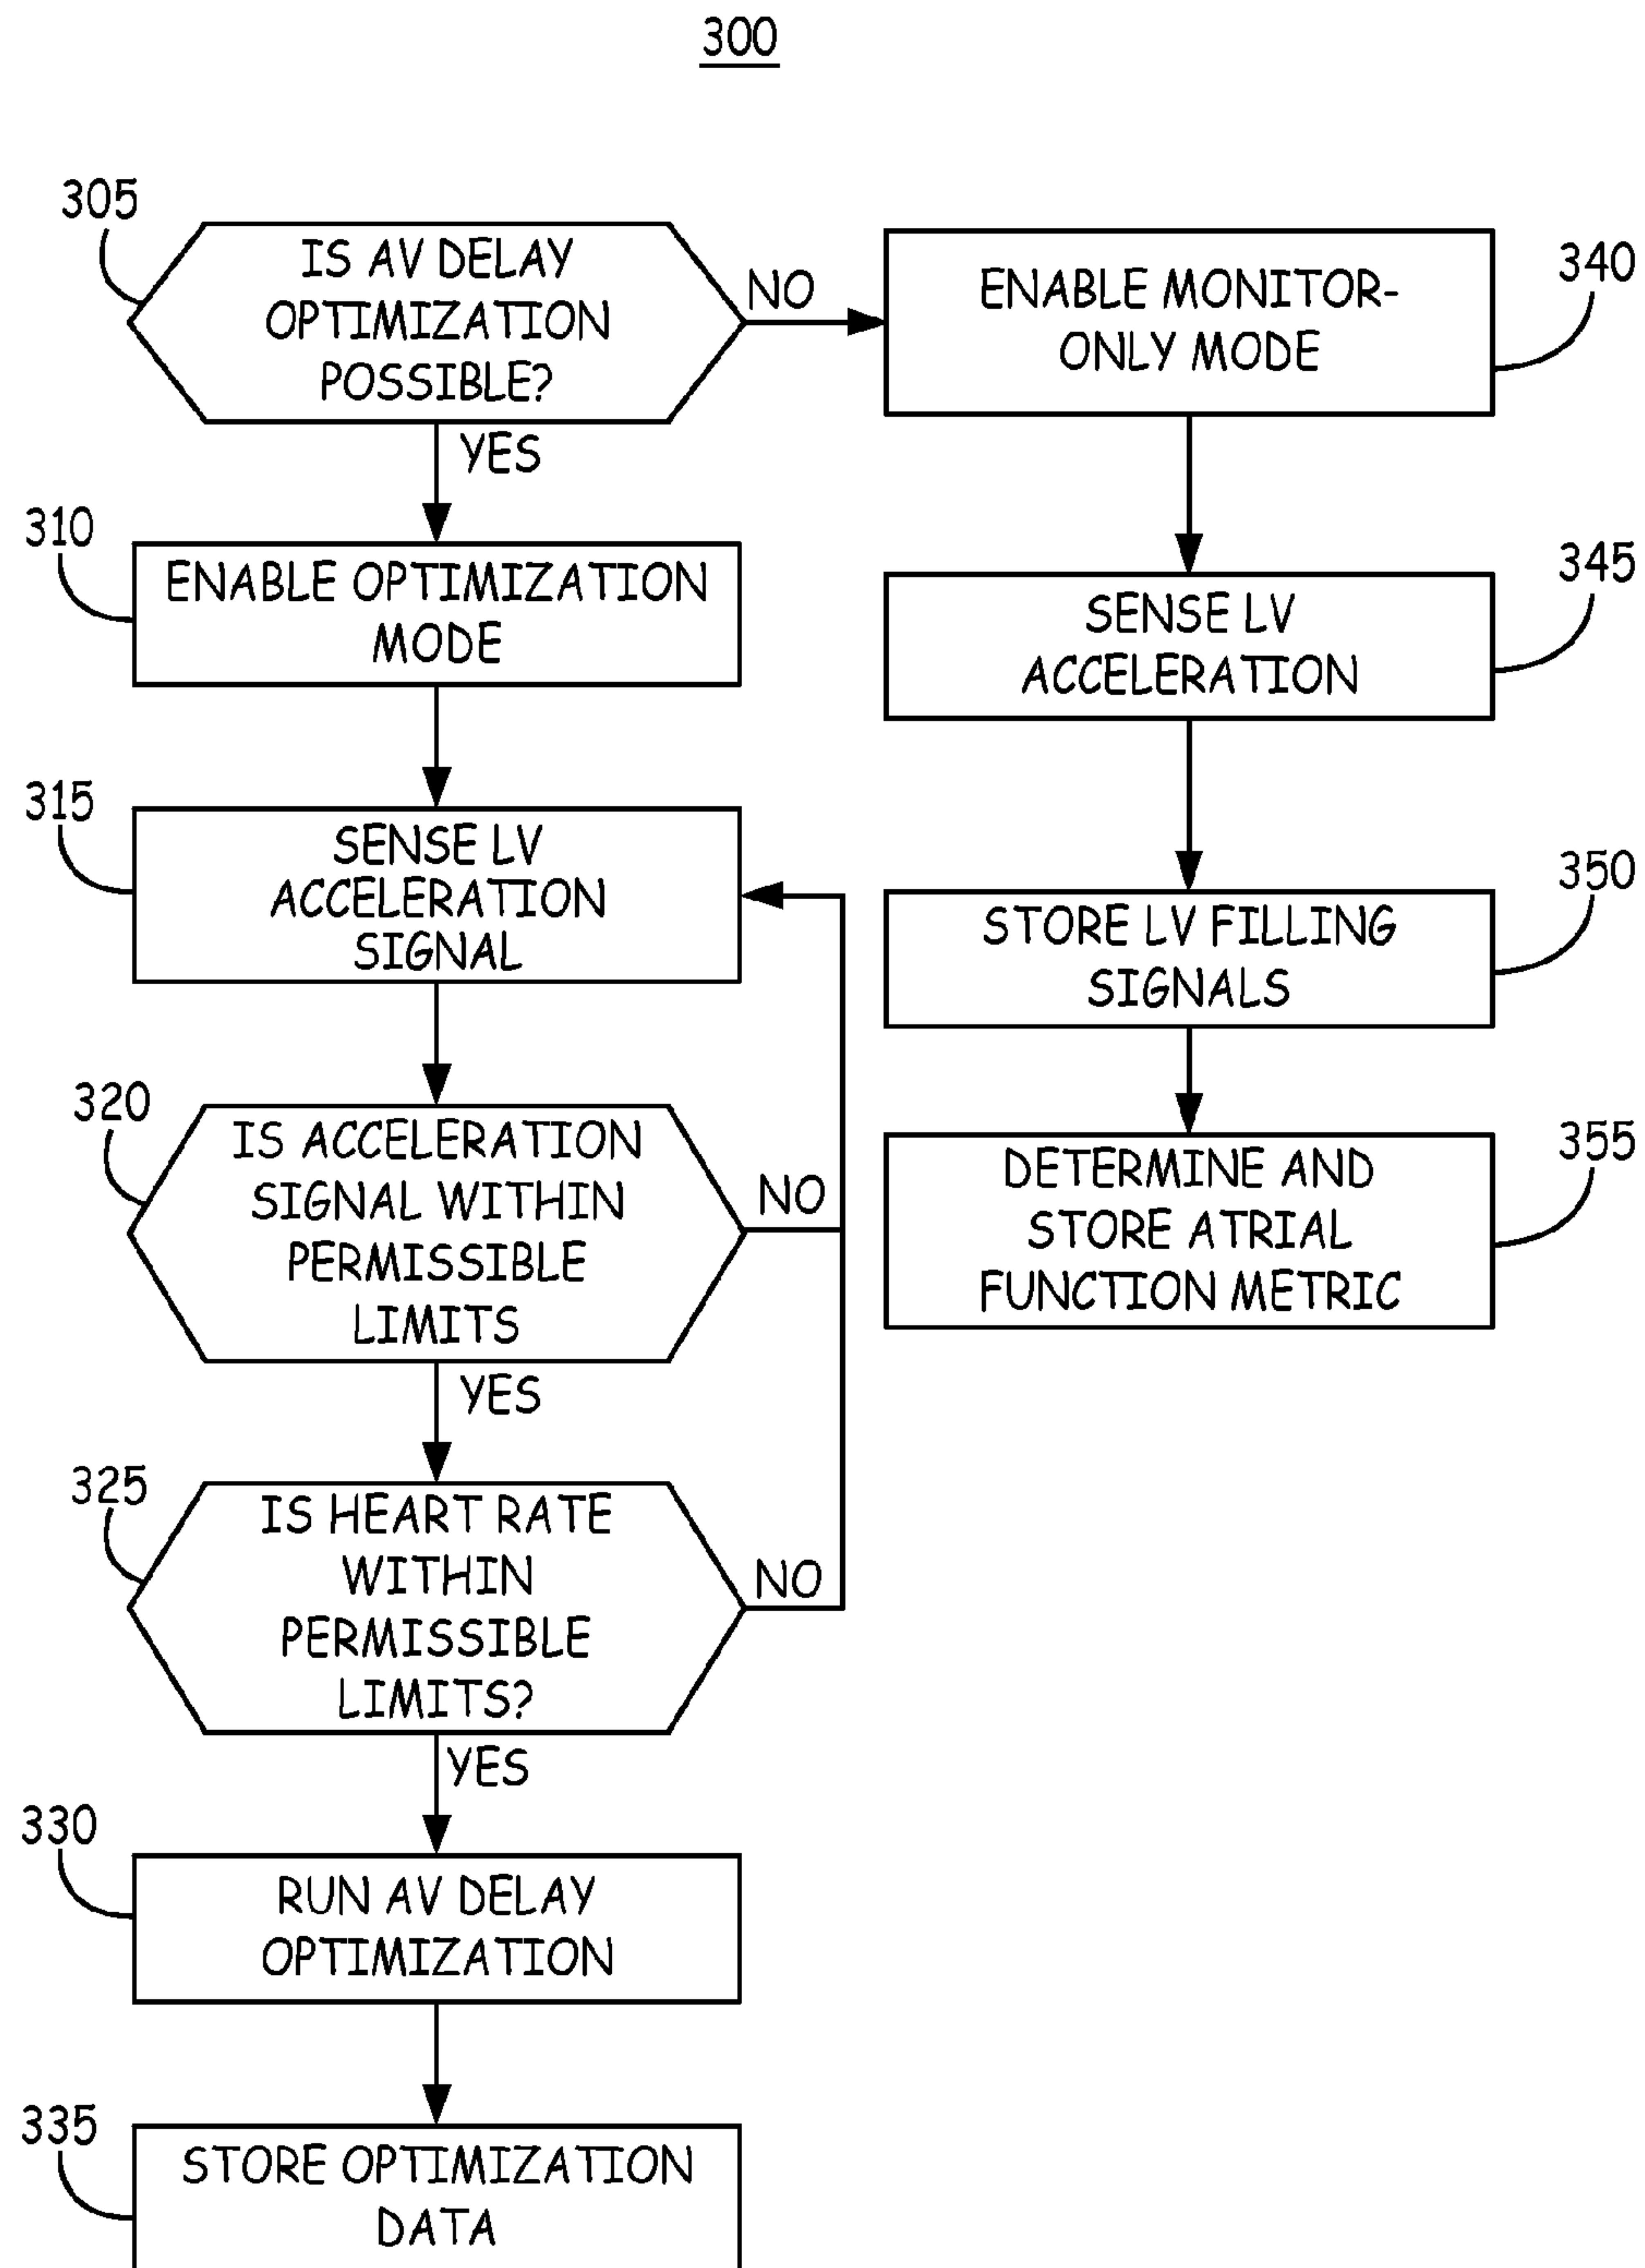 300
305
IS AV DELAY
OPTIMIZATION
POSSIBLE?
NO
YES
310
ENABLE OPTIMIZATION
MODE
315
SENSE LV
ACCELERATION
SIGNAL
320
IS ACCELERATION
SIGNAL WITHIN
PERMISSIBLE
LIMITS
NO
YES
325
IS HEART RATE
WITHIN
PERMISSIBLE
LIMITS?
NO
YES
330
RUN AV DELAY
OPTIMIZATION
335
STORE OPTIMIZATION
DATA
340
ENABLE MONITOR-
ONLY MODE
345
SENSE LV
ACCELERATION
350
STORE LV FILLING
SIGNALS
355
DETERMINE AND
STORE ATRIAL
FUNCTION METRIC